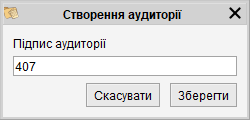 Створення аудиторії
Підпис аудиторії
407
Скасувати Зберегти